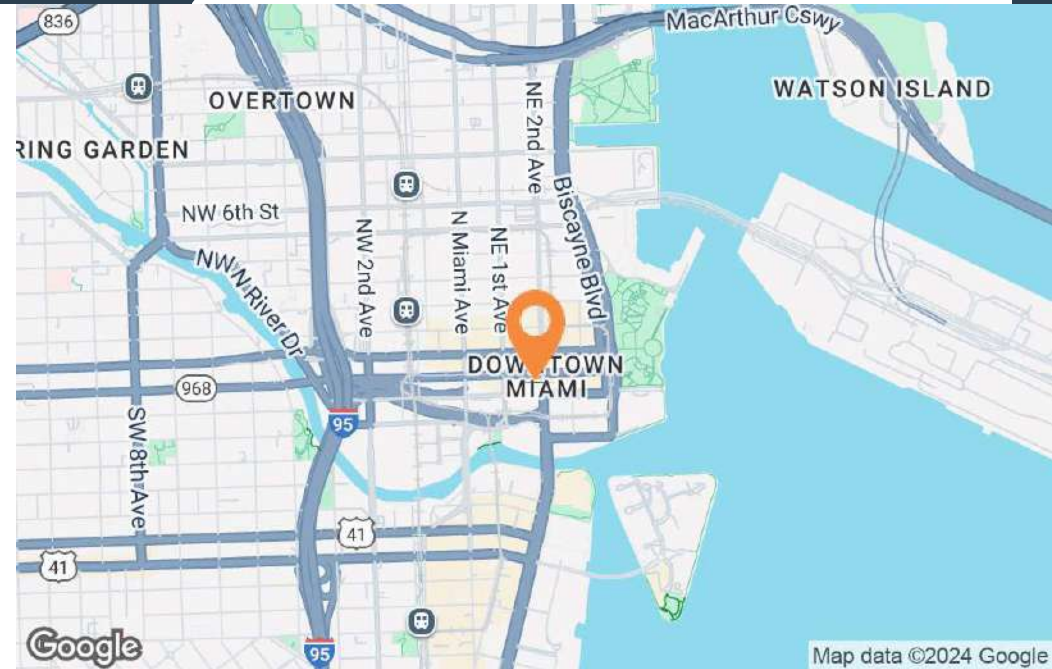 836
MacArthur Cswy
OVERTOWN
WATSON ISLAND
RING GARDEN
NE 2nd Ave
Biscayne Blvd
NW 6th St
NW N River Dr
NW 2nd Ave
N Miami Ave
NE 1st Ave
DOWNTOWN
MIAMI
968
95
SW 8th Ave
41
41
95
Google
Map data ©2024 Google